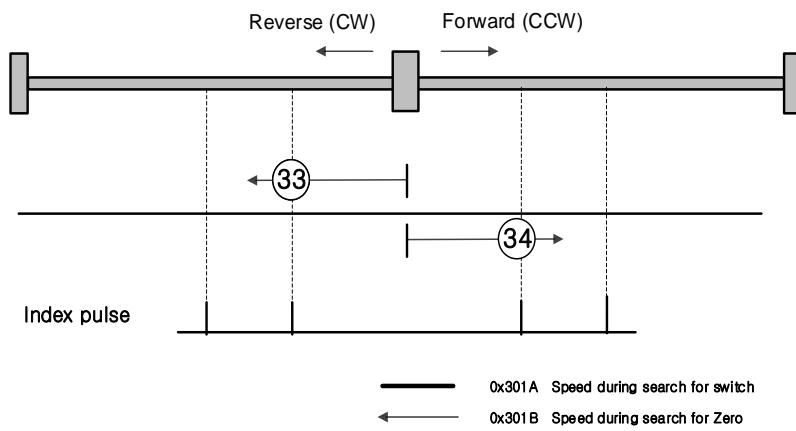 Reverse (CW) Forward (CCW)
33
34
Index pulse
0x301A Speed during search for switch
0x301B Speed during search for Zero